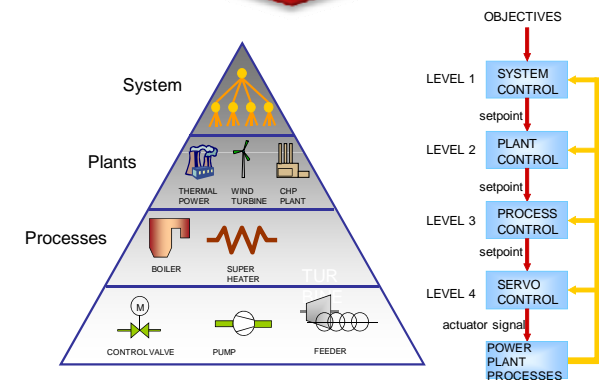 OBJECTIVES
System
LEVEL 1
SYSTEM
CONTROL
setpoint
Plants
THERMAL
POWER
WIND
TURBINE
CHP
PLANT
LEVEL 2
PLANT
CONTROL
setpoint
Processes
BOILER
SUPER
HEATER
LEVEL 3
PROCESS
CONTROL
setpoint
TUR
M
CONTROL VALVE
PUMP
FEEDER
LEVEL 4
SERVO
CONTROL
actuator signal
POWER
PLANT
PROCESSES